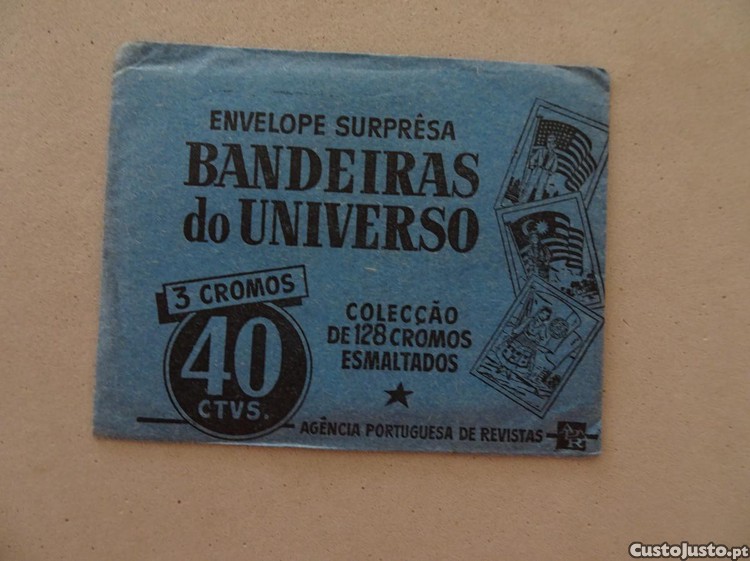 ENVELOPE SURPRÊSA
BANDEIRAS
do UNIVERSO
3 CROMOS
40
CTVS.
COLECÇÃO
DE 128 CROMOS
ESMALTADOS
AGÊNCIA PORTUGUESA DE REVISTAS
CustoJusto.pt